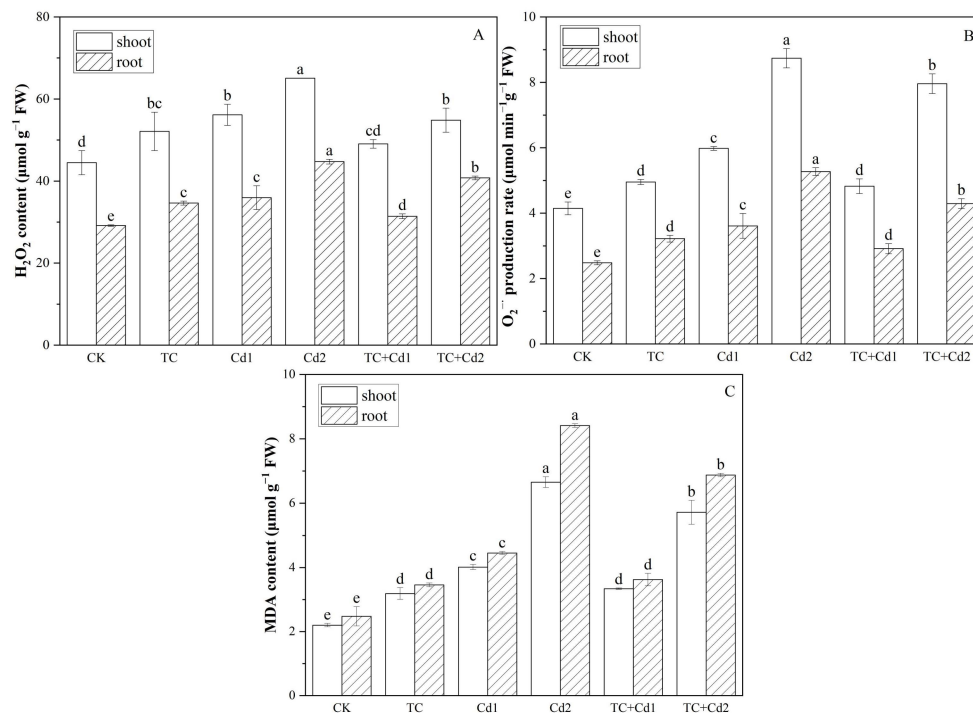 80
60
40
20
0
H₂O₂ content (μmol g⁻¹ FW)
shoot
root
A
d
e
bc
c
b
c
a
a
cd
d
b
b
CK TC Cd1 Cd2 TC+Cd1 TC+Cd2
10
8
6
4
2
0
O₂⁻· production rate (μmol min⁻¹g⁻¹ FW)
shoot
root
B
e
e
d
d
c
c
a
a
d
d
b
b
CK TC Cd1 Cd2 TC+Cd1 TC+Cd2
10
8
6
4
2
0
MDA content (μmol g⁻¹ FW)
shoot
root
C
e e
d d
c c
a
a
d d
b
b
CK TC Cd1 Cd2 TC+Cd1 TC+Cd2